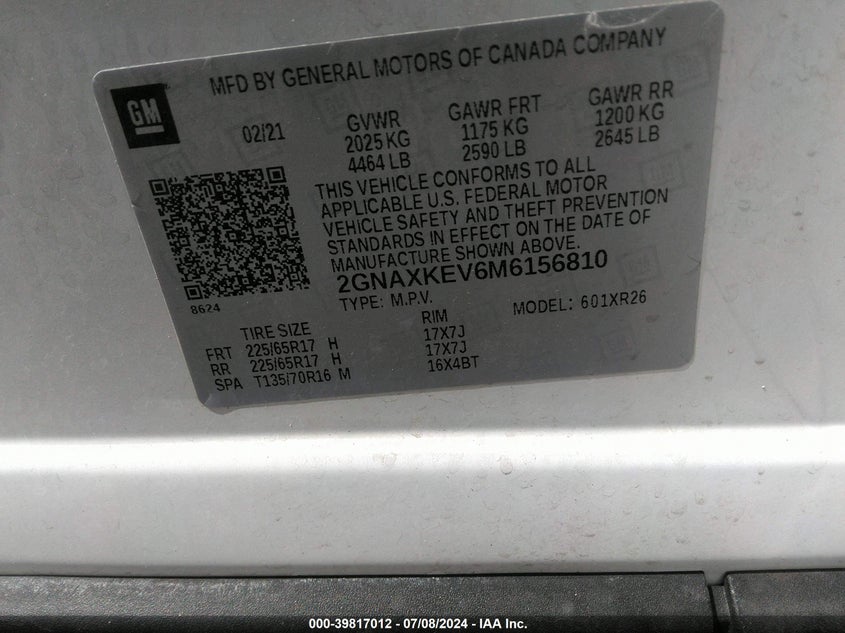 MFD BY GENERAL MOTORS OF CANADA COMPANY
GM
02/21 GVWR GAWR FRT GAWR RR
2025 KG 1175 KG 1200 KG
4464 LB 2590 LB 2645 LB
THIS VEHICLE CONFORMS TO ALL
APPLICABLE U.S. FEDERAL MOTOR
VEHICLE SAFETY AND THEFT PREVENTION
STANDARDS IN EFFECT ON THE DATE OF
MANUFACTURE SHOWN ABOVE.
2GNAXKEV6M6156810
8624 TYPE: M.P.V. MODEL: 601XR26
TIRE SIZE RIM
FRT 225/65R17 H 17X7J
RR 225/65R17 H 17X7J
SPA T135/70R16 M 16X4BT
000-39817012 / 07/08/2024 - IAA Inc.